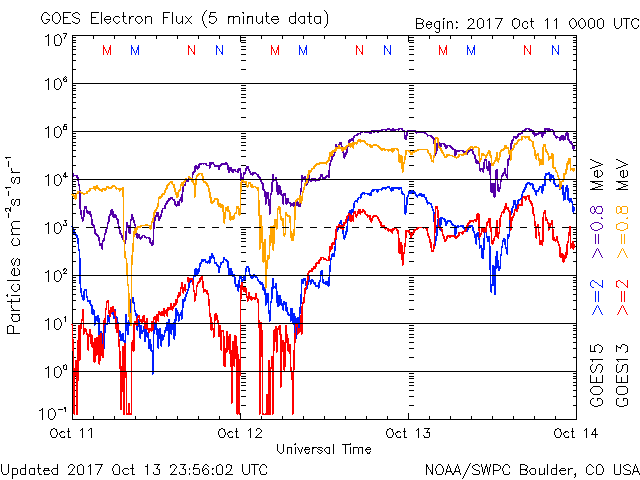 GOES Electron Flux (5 minute data)
Begin: 2017 Oct 11 0000 UTC
M M N N M M N N M M N N
10⁷
10⁶
10⁵
10⁴
10³
10²
10¹
10⁰
10⁻¹
Particles cm⁻²s⁻¹sr⁻¹
Oct 11 Oct 12 Oct 13 Oct 14
Universal Time
GOES15 >=2 >=0.8 MeV
GOES13 >=2 >=0.8 MeV
Updated 2017 Oct 13 23:56:02 UTC
NOAA/SWPC Boulder, CO USA